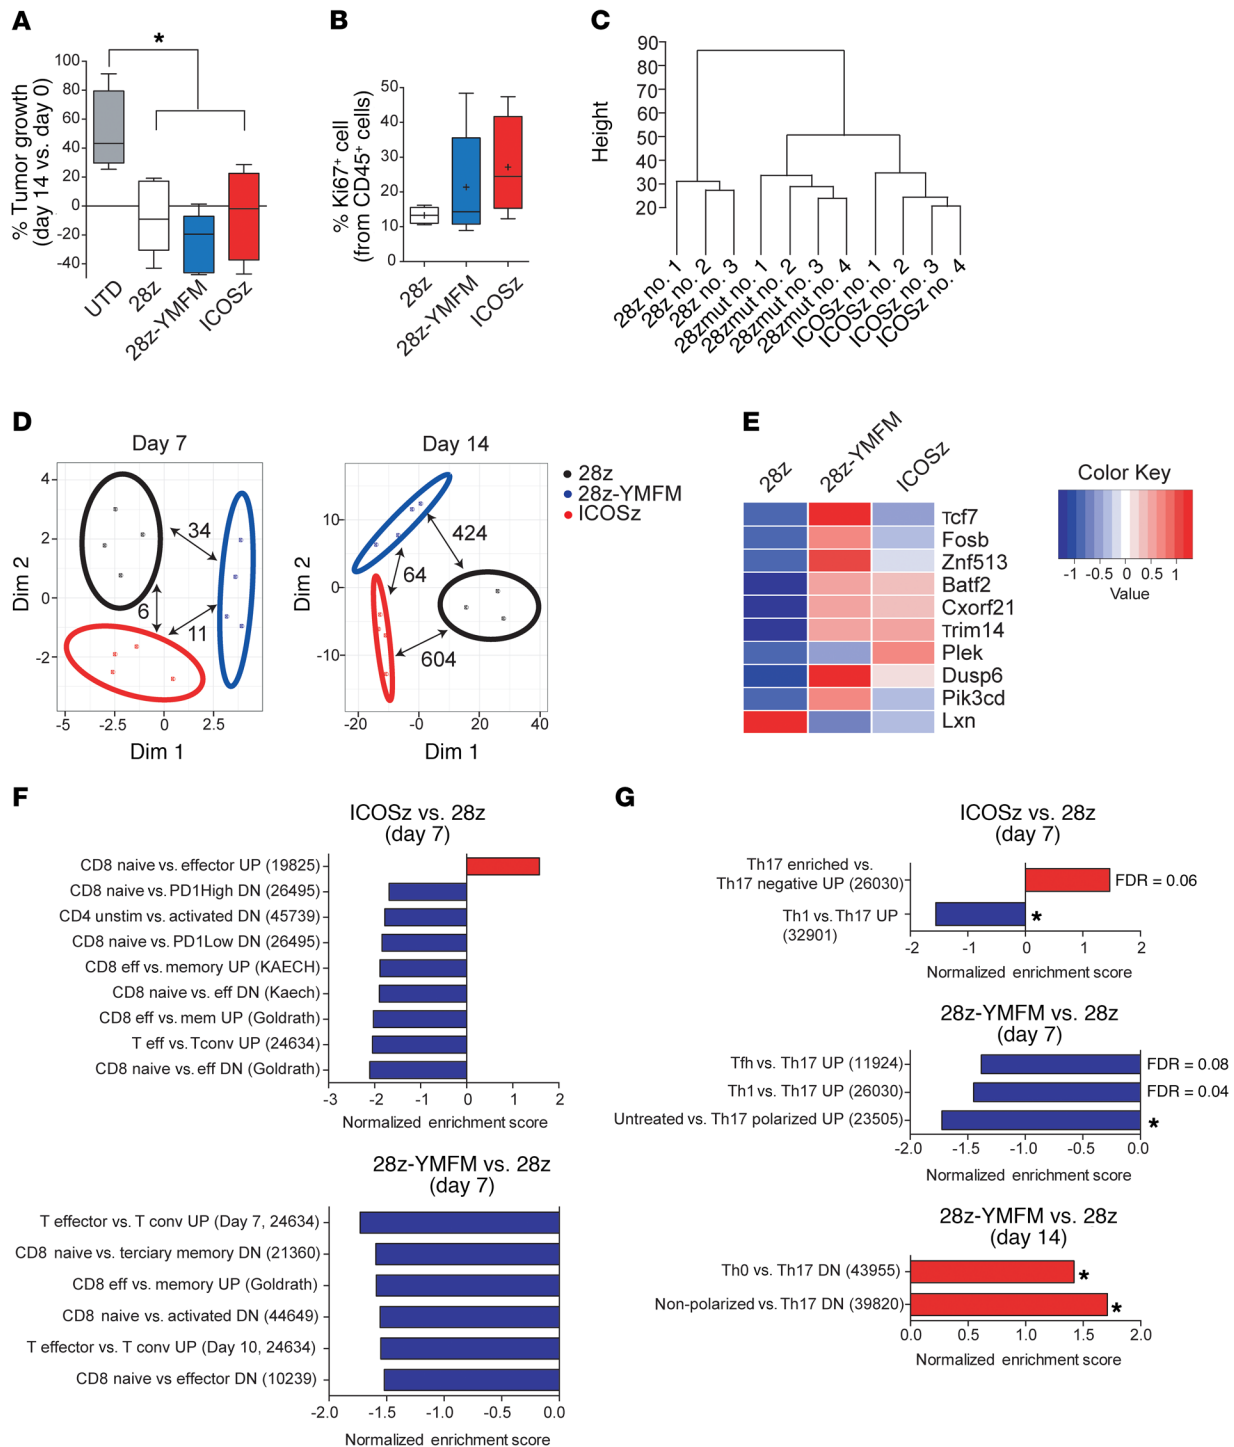 A
*
% Tumor growth
(day 14 vs. day 0)
100
80
60
40
20
0
-20
-40
UTD
28z
28z-YMFM
ICOSz
B
% Ki67+ cell
(from CD45+ cells)
50
40
30
20
10
0
28z
28z-YMFM
ICOSz
C
Height
90
80
70
60
50
40
30
20
28z no. 1
28z no. 2
28z no. 3
28zmut no. 1
28zmut no. 2
28zmut no. 3
28zmut no. 4
ICOSz no. 1
ICOSz no. 2
ICOSz no. 3
ICOSz no. 4
D
Day 7
Dim 2
4
2
0
-2
34
6
11
-5
-2.5
0
2.5
Dim 1
Day 14
Dim 2
10
0
-10
424
64
604
-20
-0
20
40
Dim 1
28z
28z-YMFM
ICOSz
E
28z
28z-YMFM
ICOSz
Tcf7
Fosb
Znf513
Batf2
Cxorf21
Trim14
Plek
Dusp6
Pik3cd
Lxn
Color Key
-1 -0.5 0 0.5 1
Value
F
ICOSz vs. 28z
(day 7)
CD8 naive vs. effector UP (19825)
CD8 naive vs. PD1High DN (26495)
CD4 unstim vs. activated DN (45739)
CD8 naive vs. PD1Low DN (26495)
CD8 eff vs. memory UP (KAECH)
CD8 naive vs. eff DN (Kaech)
CD8 eff vs. mem UP (Goldrath)
T eff vs. Tconv UP (24634)
CD8 naive vs. eff DN (Goldrath)
-3 -2 -1 0 1 2
Normalized enrichment score
28z-YMFM vs. 28z
(day 7)
T effector vs. T conv UP (Day 7, 24634)
CD8 naive vs. terciary memory DN (21360)
CD8 eff vs. memory UP (Goldrath)
CD8 naive vs. activated DN (44649)
T effector vs. T conv UP (Day 10, 24634)
CD8 naive vs effector DN (10239)
-2.0 -1.5 -1.0 -0.5 0.0
Normalized enrichment score
G
ICOSz vs. 28z
(day 7)
Th17 enriched vs.
Th17 negative UP (26030)
FDR = 0.06
Th1 vs. Th17 UP
(32901)
*
-2 -1 0 1 2
Normalized enrichment score
28z-YMFM vs. 28z
(day 7)
Tfh vs. Th17 UP (11924)
FDR = 0.08
Th1 vs. Th17 UP (26030)
FDR = 0.04
Untreated vs. Th17 polarized UP (23505)
*
-2.0 -1.5 -1.0 -0.5 0.0
Normalized enrichment score
28z-YMFM vs. 28z
(day 14)
Th0 vs. Th17 DN (43955)
*
Non-polarized vs. Th17 DN (39820)
*
0.0 0.5 1.0 1.5 2.0
Normalized enrichment score